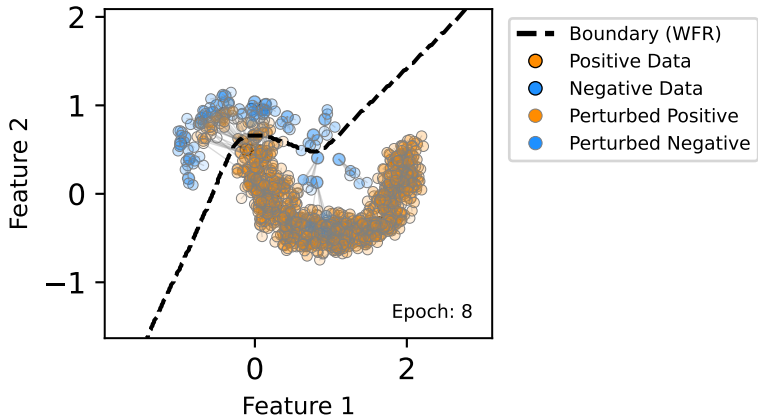 2
1
0
−1
Feature 2
0
2
Feature 1
Epoch: 8
Boundary (WFR)
Positive Data
Negative Data
Perturbed Positive
Perturbed Negative